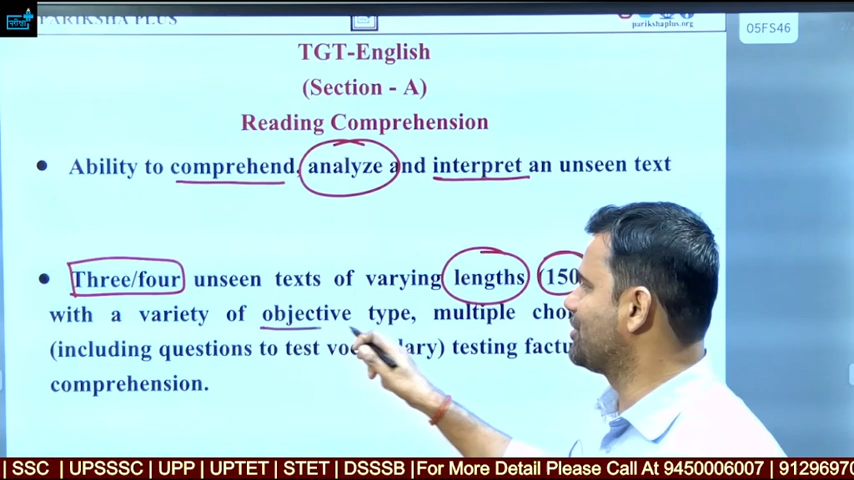 PARIKSHA PLUS
parikshaplus.org
05FS46
TGT-English
(Section - A)
Reading Comprehension
Ability to comprehend, analyze and interpret an unseen text
Three/four unseen texts of varying lengths (150
with a variety of objective type, multiple
(including questions to test testing
comprehension.
| SSC | UPSSSC | UPP | UPTET | STET | DSSSB |For More Detail Please Call At 9450006007 | 9129697